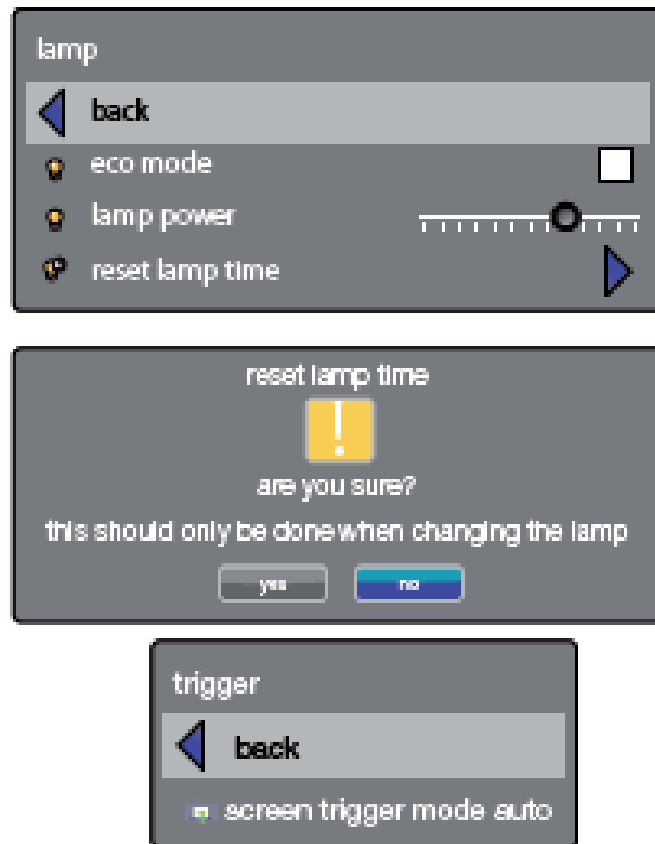 lamp
back
eco mode
lamp power
reset lamp time
reset lamp time
!
are you sure?
this should only be done when changing the lamp
yes no
trigger
back
screen trigger mode auto